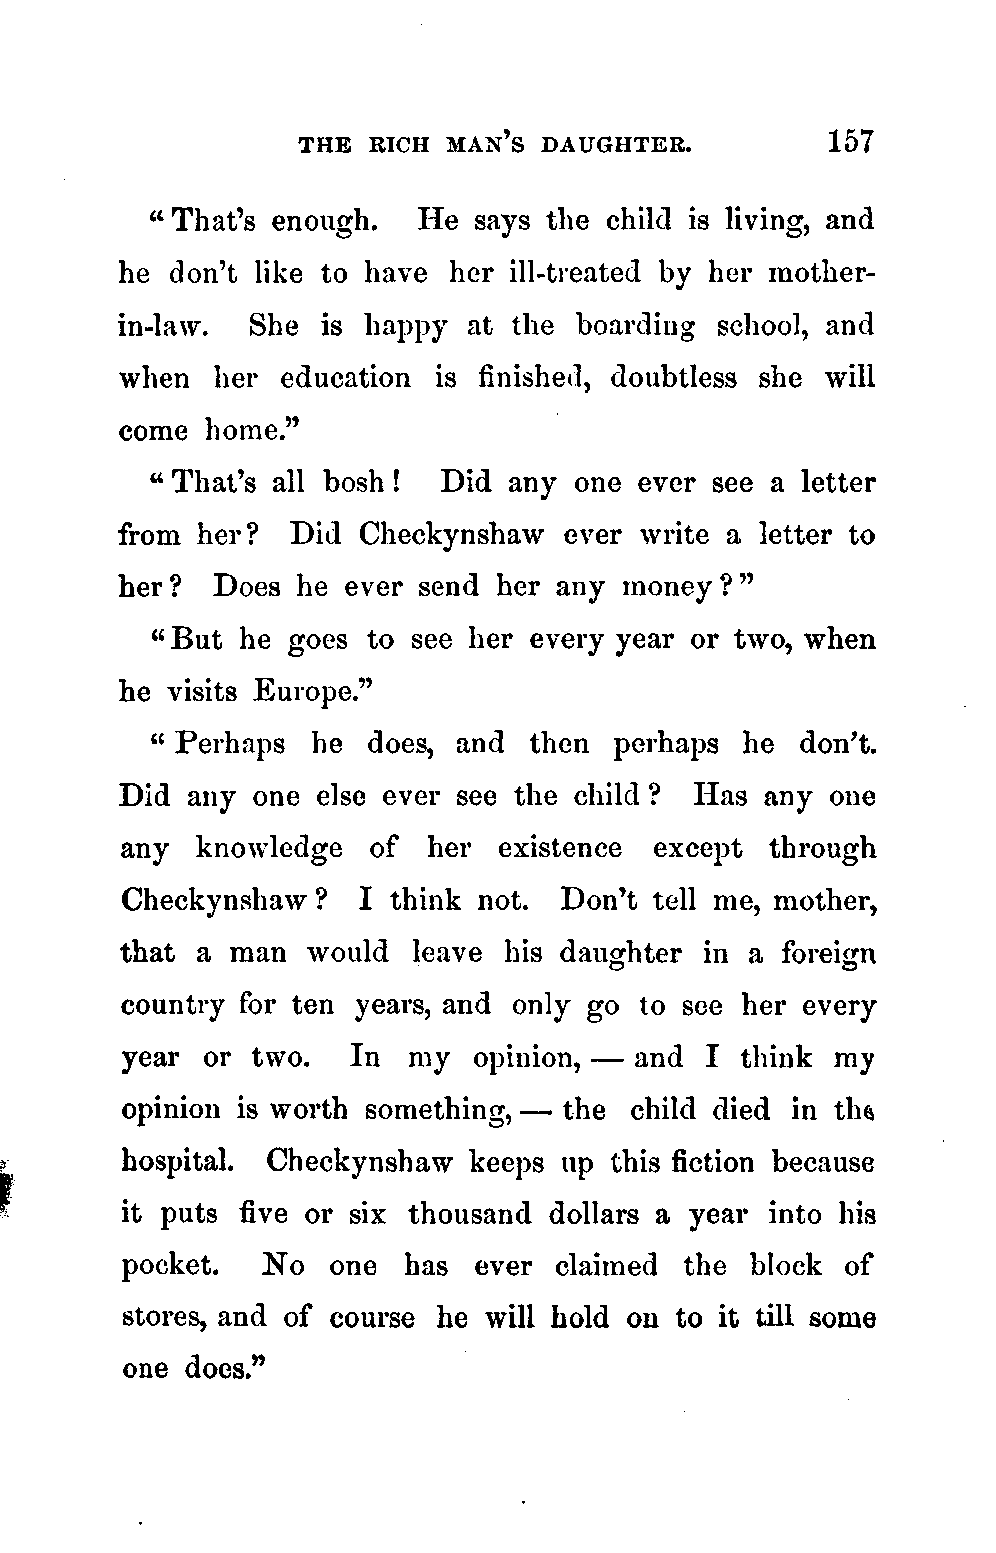 THE RICH MAN'S DAUGHTER. 157
"That's enough. He says the child is living, and
he don't like to have her ill-treated by her mother-
in-law. She is happy at the boarding school, and
when her education is finished, doubtless she will
come home."
"That's all bosh! Did any one ever see a letter
from her? Did Checkynshaw ever write a letter to
her? Does he ever send her any money?"
"But he goes to see her every year or two, when
he visits Europe."
"Perhaps he does, and then perhaps he don't.
Did any one else ever see the child? Has any one
any knowledge of her existence except through
Checkynshaw? I think not. Don't tell me, mother,
that a man would leave his daughter in a foreign
country for ten years, and only go to see her every
year or two. In my opinion, — and I think my
opinion is worth something, — the child died in the
hospital. Checkynshaw keeps up this fiction because
it puts five or six thousand dollars a year into his
pocket. No one has ever claimed the block of
stores, and of course he will hold on to it till some
one does."